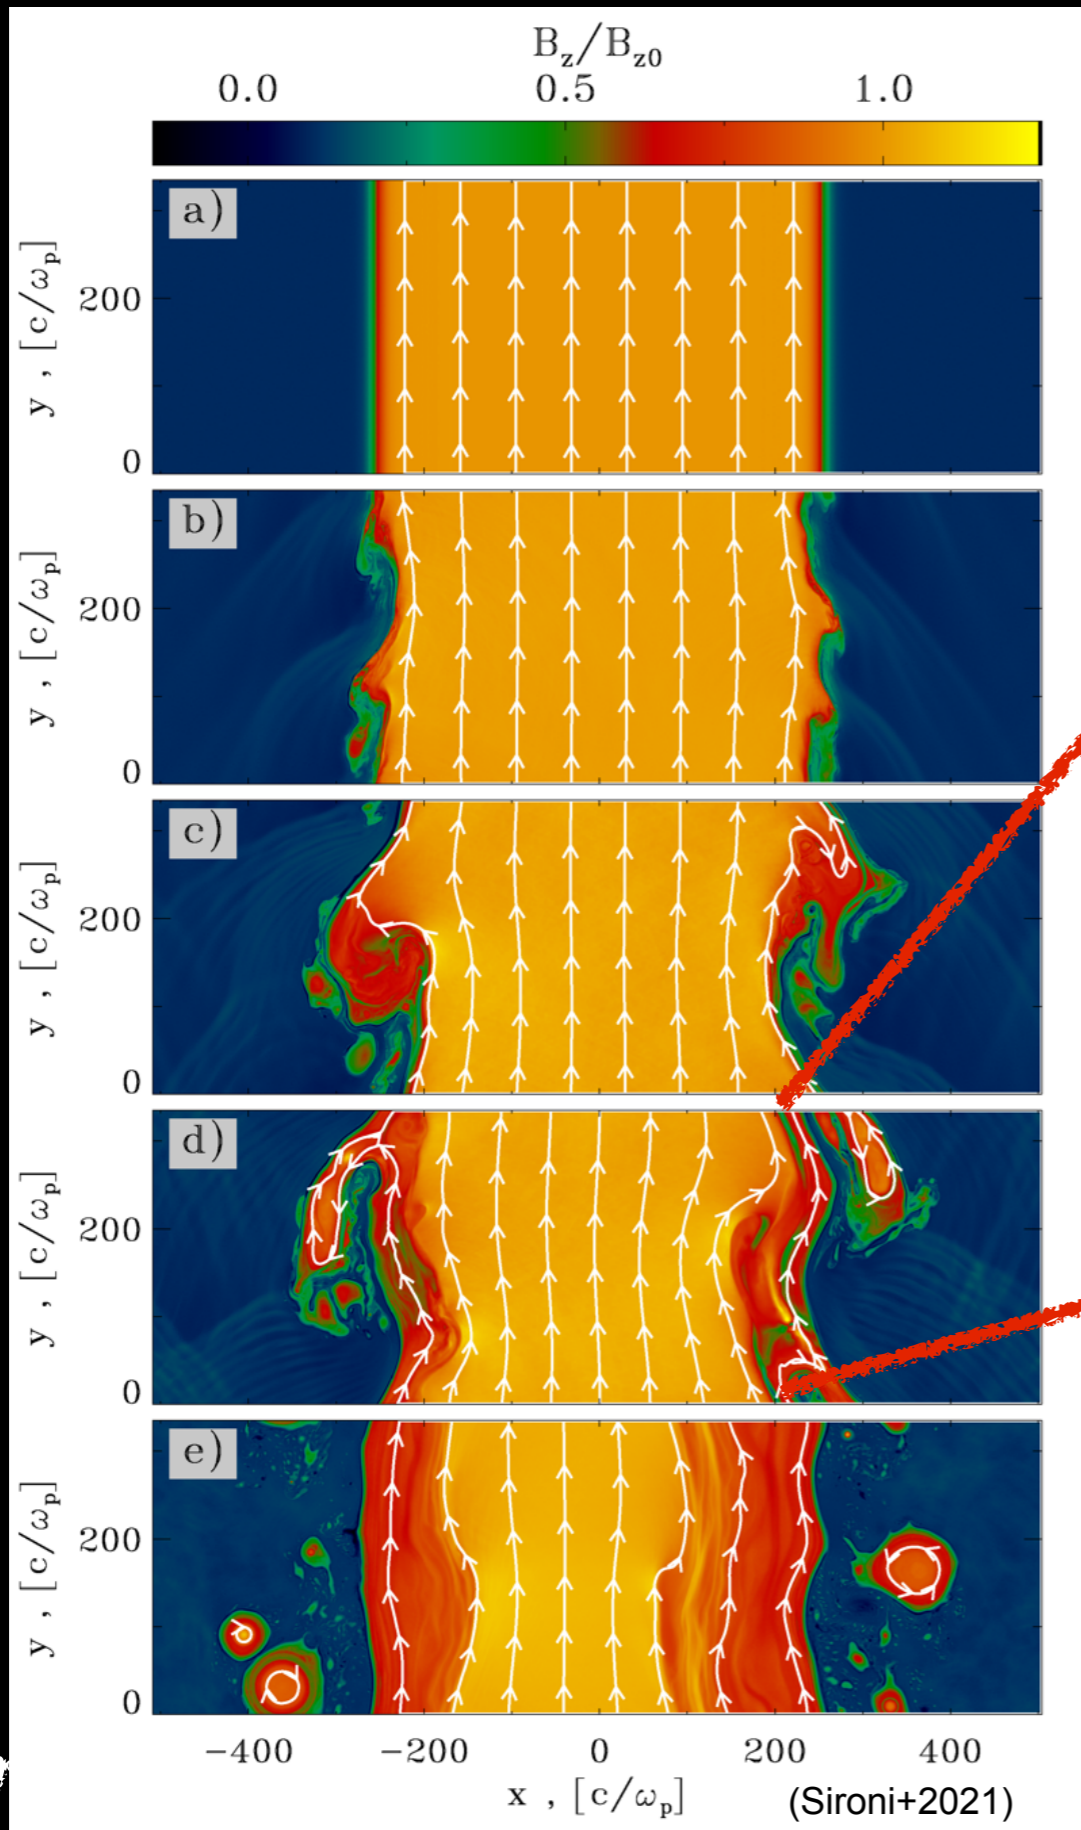 B_z/B_z0
0.0 0.5 1.0
a)
y , [c/ω_p]
200
0
b)
y , [c/ω_p]
200
0
c)
y , [c/ω_p]
200
0
d)
y , [c/ω_p]
200
0
e)
y , [c/ω_p]
200
0
−400 −200 0 200 400
x , [c/ω_p]
(Sironi+2021)